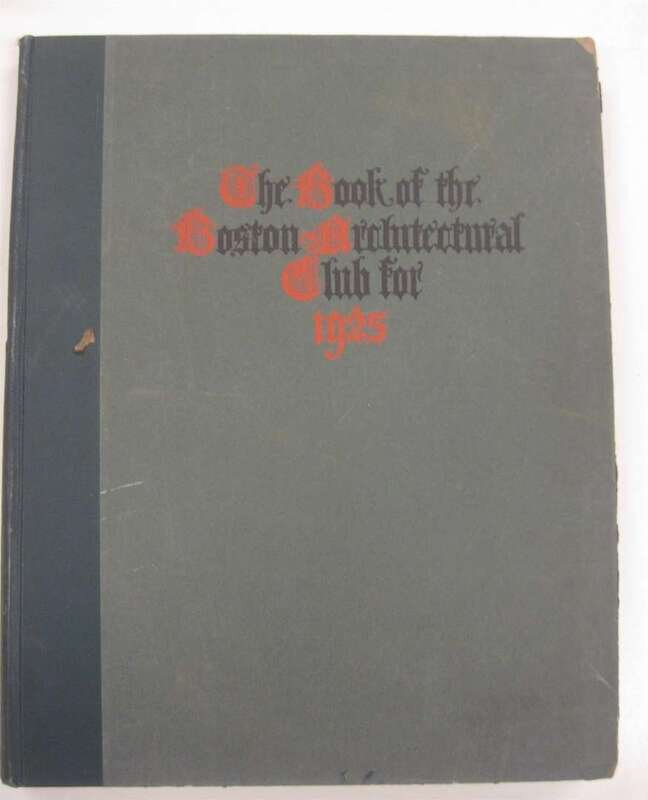 The Book of the
Boston Architectural
Club for
1925